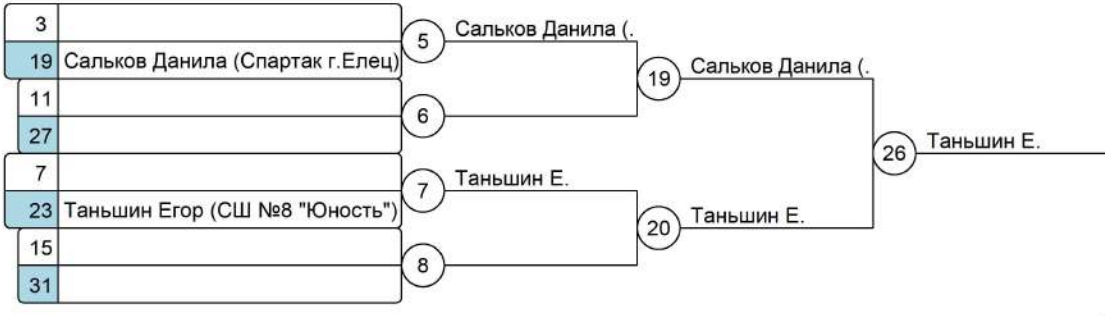 3
5 Сальков Данила (.
19 Сальков Данила (Спартак г.Елец)
19 Сальков Данила (.
11
6
27
26 Таньшин Е.
7
7 Таньшин Е.
23 Таньшин Егор (СШ №8 "Юность")
20 Таньшин Е.
15
8
31